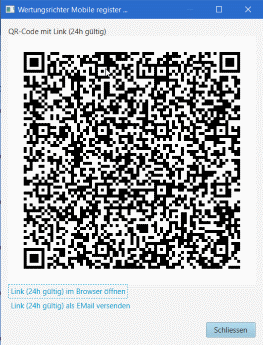 Wertungsrichter Mobile register ...
QR-Code mit Link (24h gültig)
Link (24h gültig) im Browser öffnen
Link (24h gültig) als EMail versenden
Schliessen